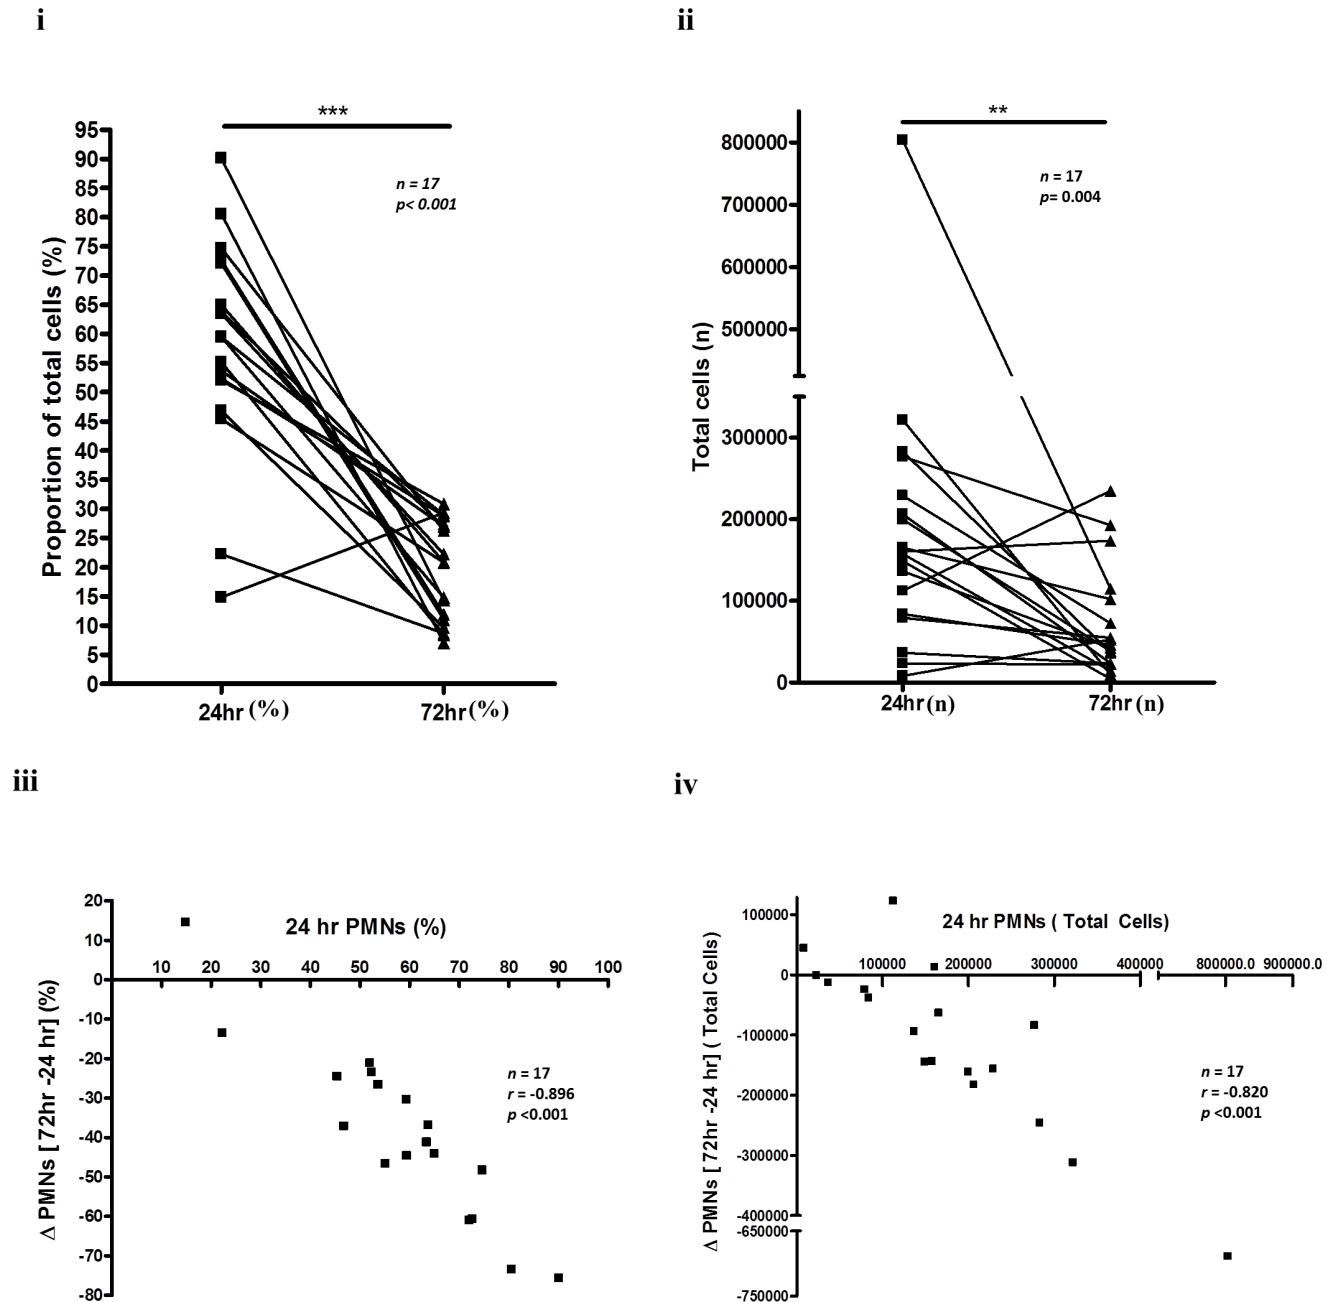 i
ii
***
n = 17
p< 0.001
95
90
85
80
75
70
65
60
55
50
45
40
35
30
25
20
15
10
5
0
Proportion of total cells (%)
24hr (%)
72hr (%)
**
n = 17
p= 0.004
800000
700000
600000
500000
300000
200000
100000
0
Total cells (n)
24hr (n)
72hr (n)
iii
iv
24 hr PMNs (%)
20
10
0
-10
-20
-30
-40
-50
-60
-70
-80
10 20 30 40 50 60 70 80 90 100
Δ PMNs [ 72hr -24 hr] (%)
n = 17
r = -0.896
p <0.001
24 hr PMNs ( Total Cells)
100000
0
-100000
-200000
-300000
-400000
-650000
-750000
100000 200000 300000 400000 800000.0 900000.0
Δ PMNs [ 72hr -24 hr] ( Total Cells)
n = 17
r = -0.820
p <0.001